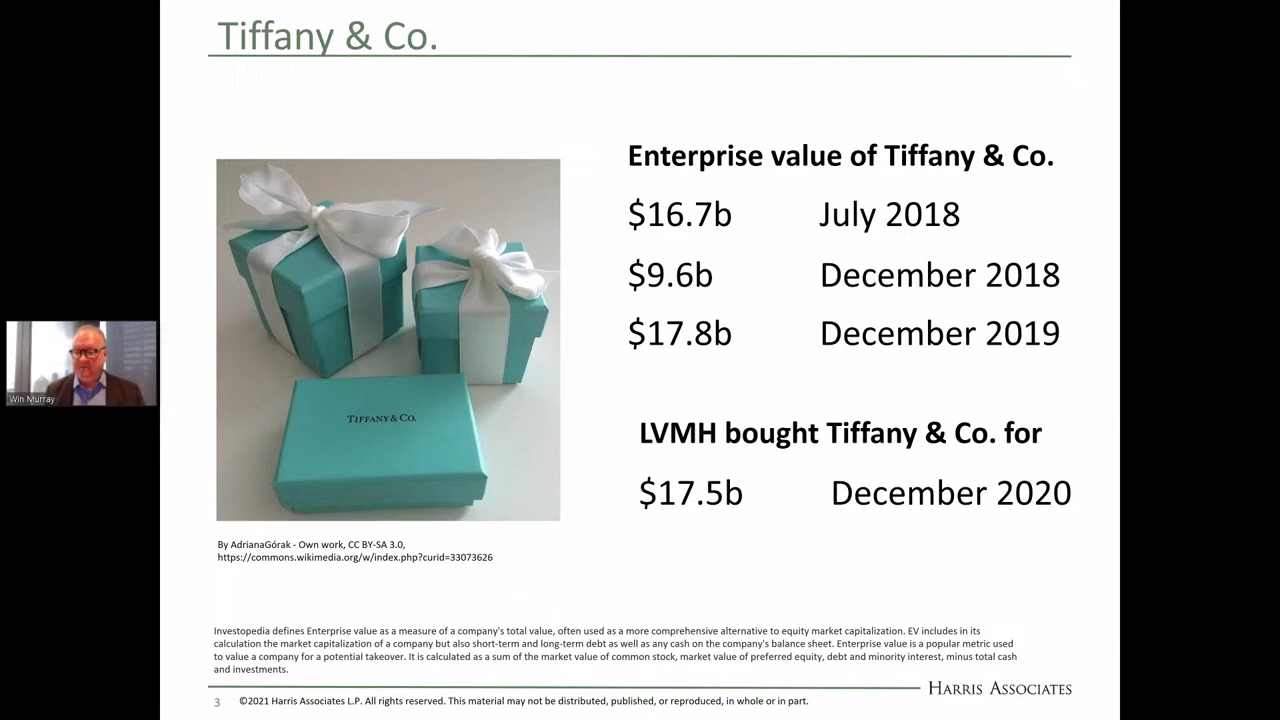 Tiffany & Co.
Enterprise value of Tiffany & Co.
$16.7b July 2018
$9.6b December 2018
$17.8b December 2019
LVMH bought Tiffany & Co. for
$17.5b December 2020
TIFFANY & CO.
By AdrianaGórak - Own work, CC BY-SA 3.0,
https://commons.wikimedia.org/w/index.php?curid=33073626
Win Murray
Investopedia defines Enterprise value as a measure of a company's total value, often used as a more comprehensive alternative to equity market capitalization. EV includes in its
calculation the market capitalization of a company but also short-term and long-term debt as well as any cash on the company's balance sheet. Enterprise value is a popular metric used
to value a company for a potential takeover. It is calculated as a sum of the market value of common stock, market value of preferred equity, debt and minority interest, minus total cash
and investments.
HARRIS ASSOCIATES
3 ©2021 Harris Associates L.P. All rights reserved. This material may not be distributed, published, or reproduced, in whole or in part.